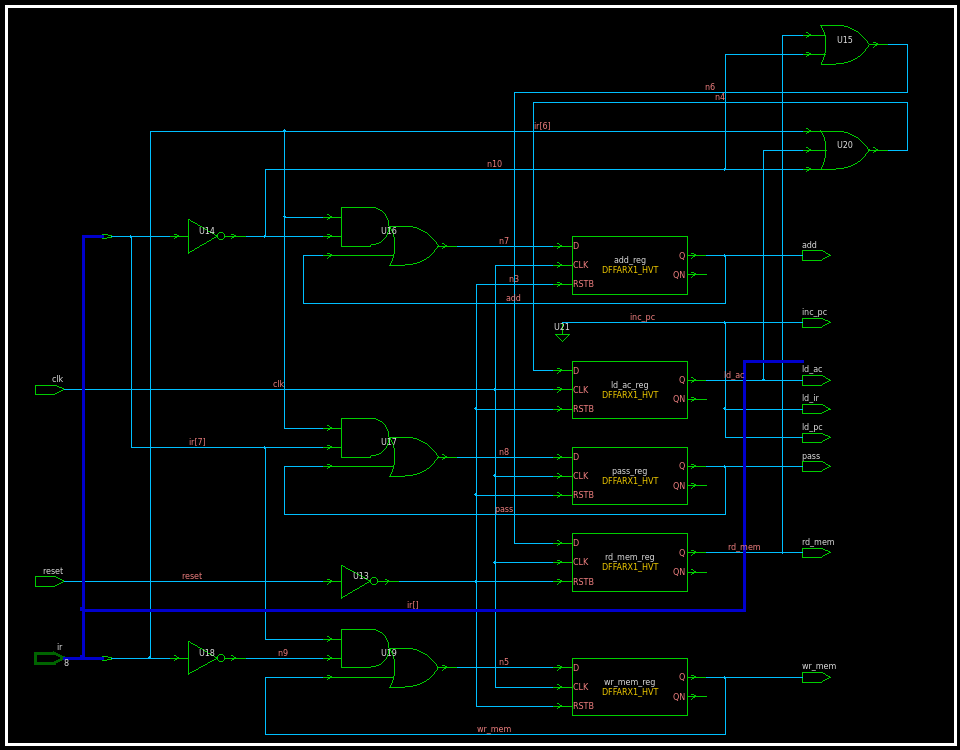 U15
n6
n4
ir[6]
U20
n10
U14
U16
n7
D
Q
add
add_reg
CLK
DFFARX1_HVT
QN
n3
RSTB
add
inc_pc
inc_pc
U21
D
ld_ac
ld_ac
Q
clk
clk
ld_ac_reg
CLK
DFFARX1_HVT
QN
ld_ir
RSTB
ir[7]
U17
n8
D
ld_pc
pass
Q
pass_reg
CLK
DFFARX1_HVT
QN
RSTB
pass
D
rd_mem
rd_mem
Q
rd_mem_reg
CLK
DFFARX1_HVT
QN
reset
reset
U13
RSTB
ir[]
ir
8
U18
n9
U19
n5
D
wr_mem
Q
wr_mem_reg
CLK
DFFARX1_HVT
QN
RSTB
wr_mem